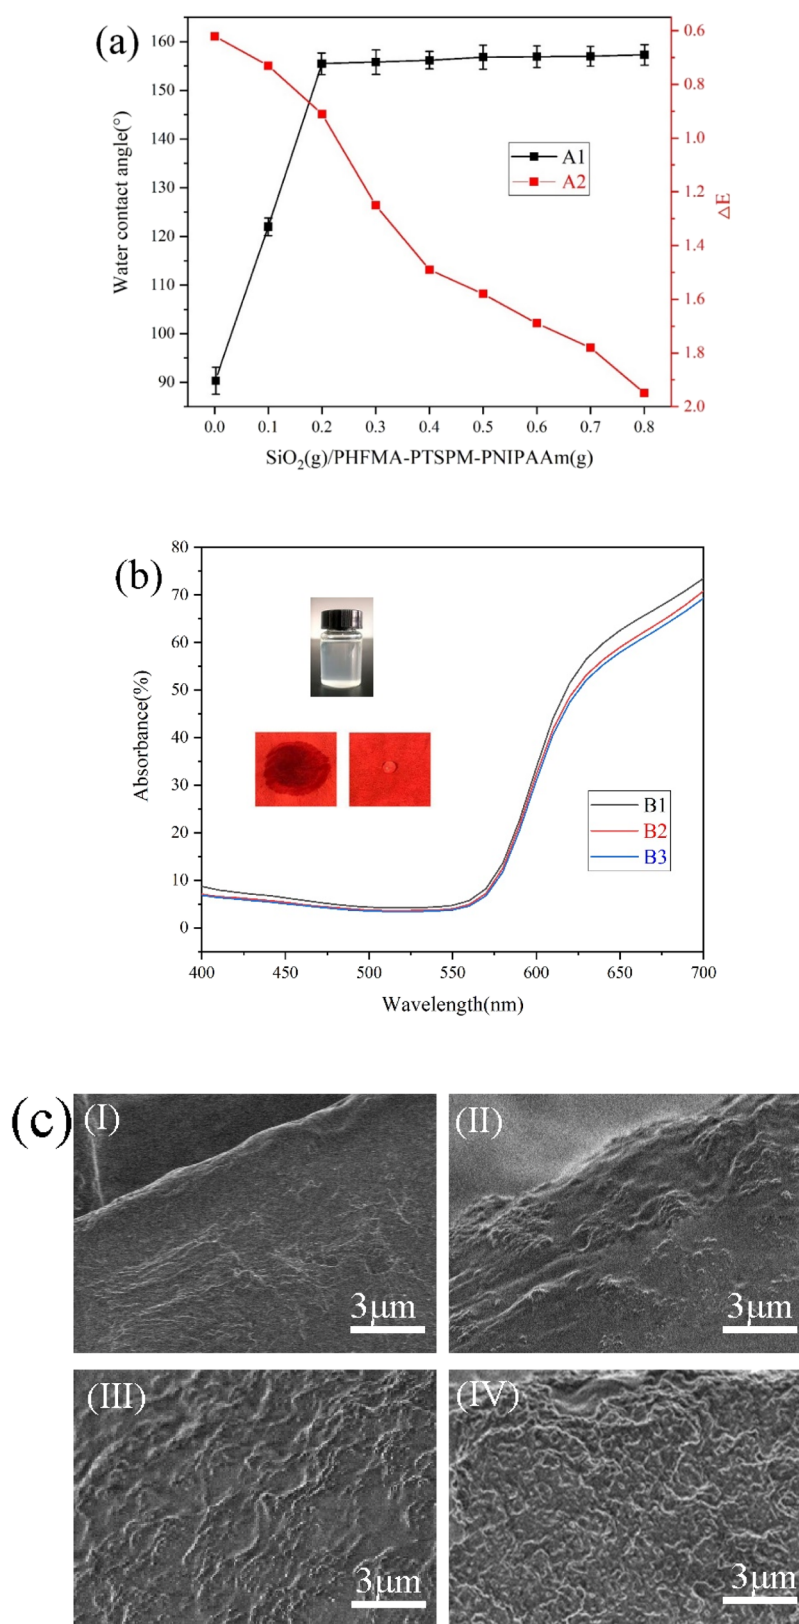 (a)
160
150
140
130
120
110
100
90
Water contact angle(°)
A1
A2
0.6
0.8
1.0
1.2
1.4
1.6
1.8
2.0
△E
0.0 0.1 0.2 0.3 0.4 0.5 0.6 0.7 0.8
SiO₂(g)/PHFMA-PTSPM-PNIPAAm(g)
(b)
80
70
60
50
40
30
20
10
0
Absorbance(%)
B1
B2
B3
400 450 500 550 600 650 700
Wavelength(nm)
(c)
(I)
3μm
(II)
3μm
(III)
3μm
(IV)
3μm